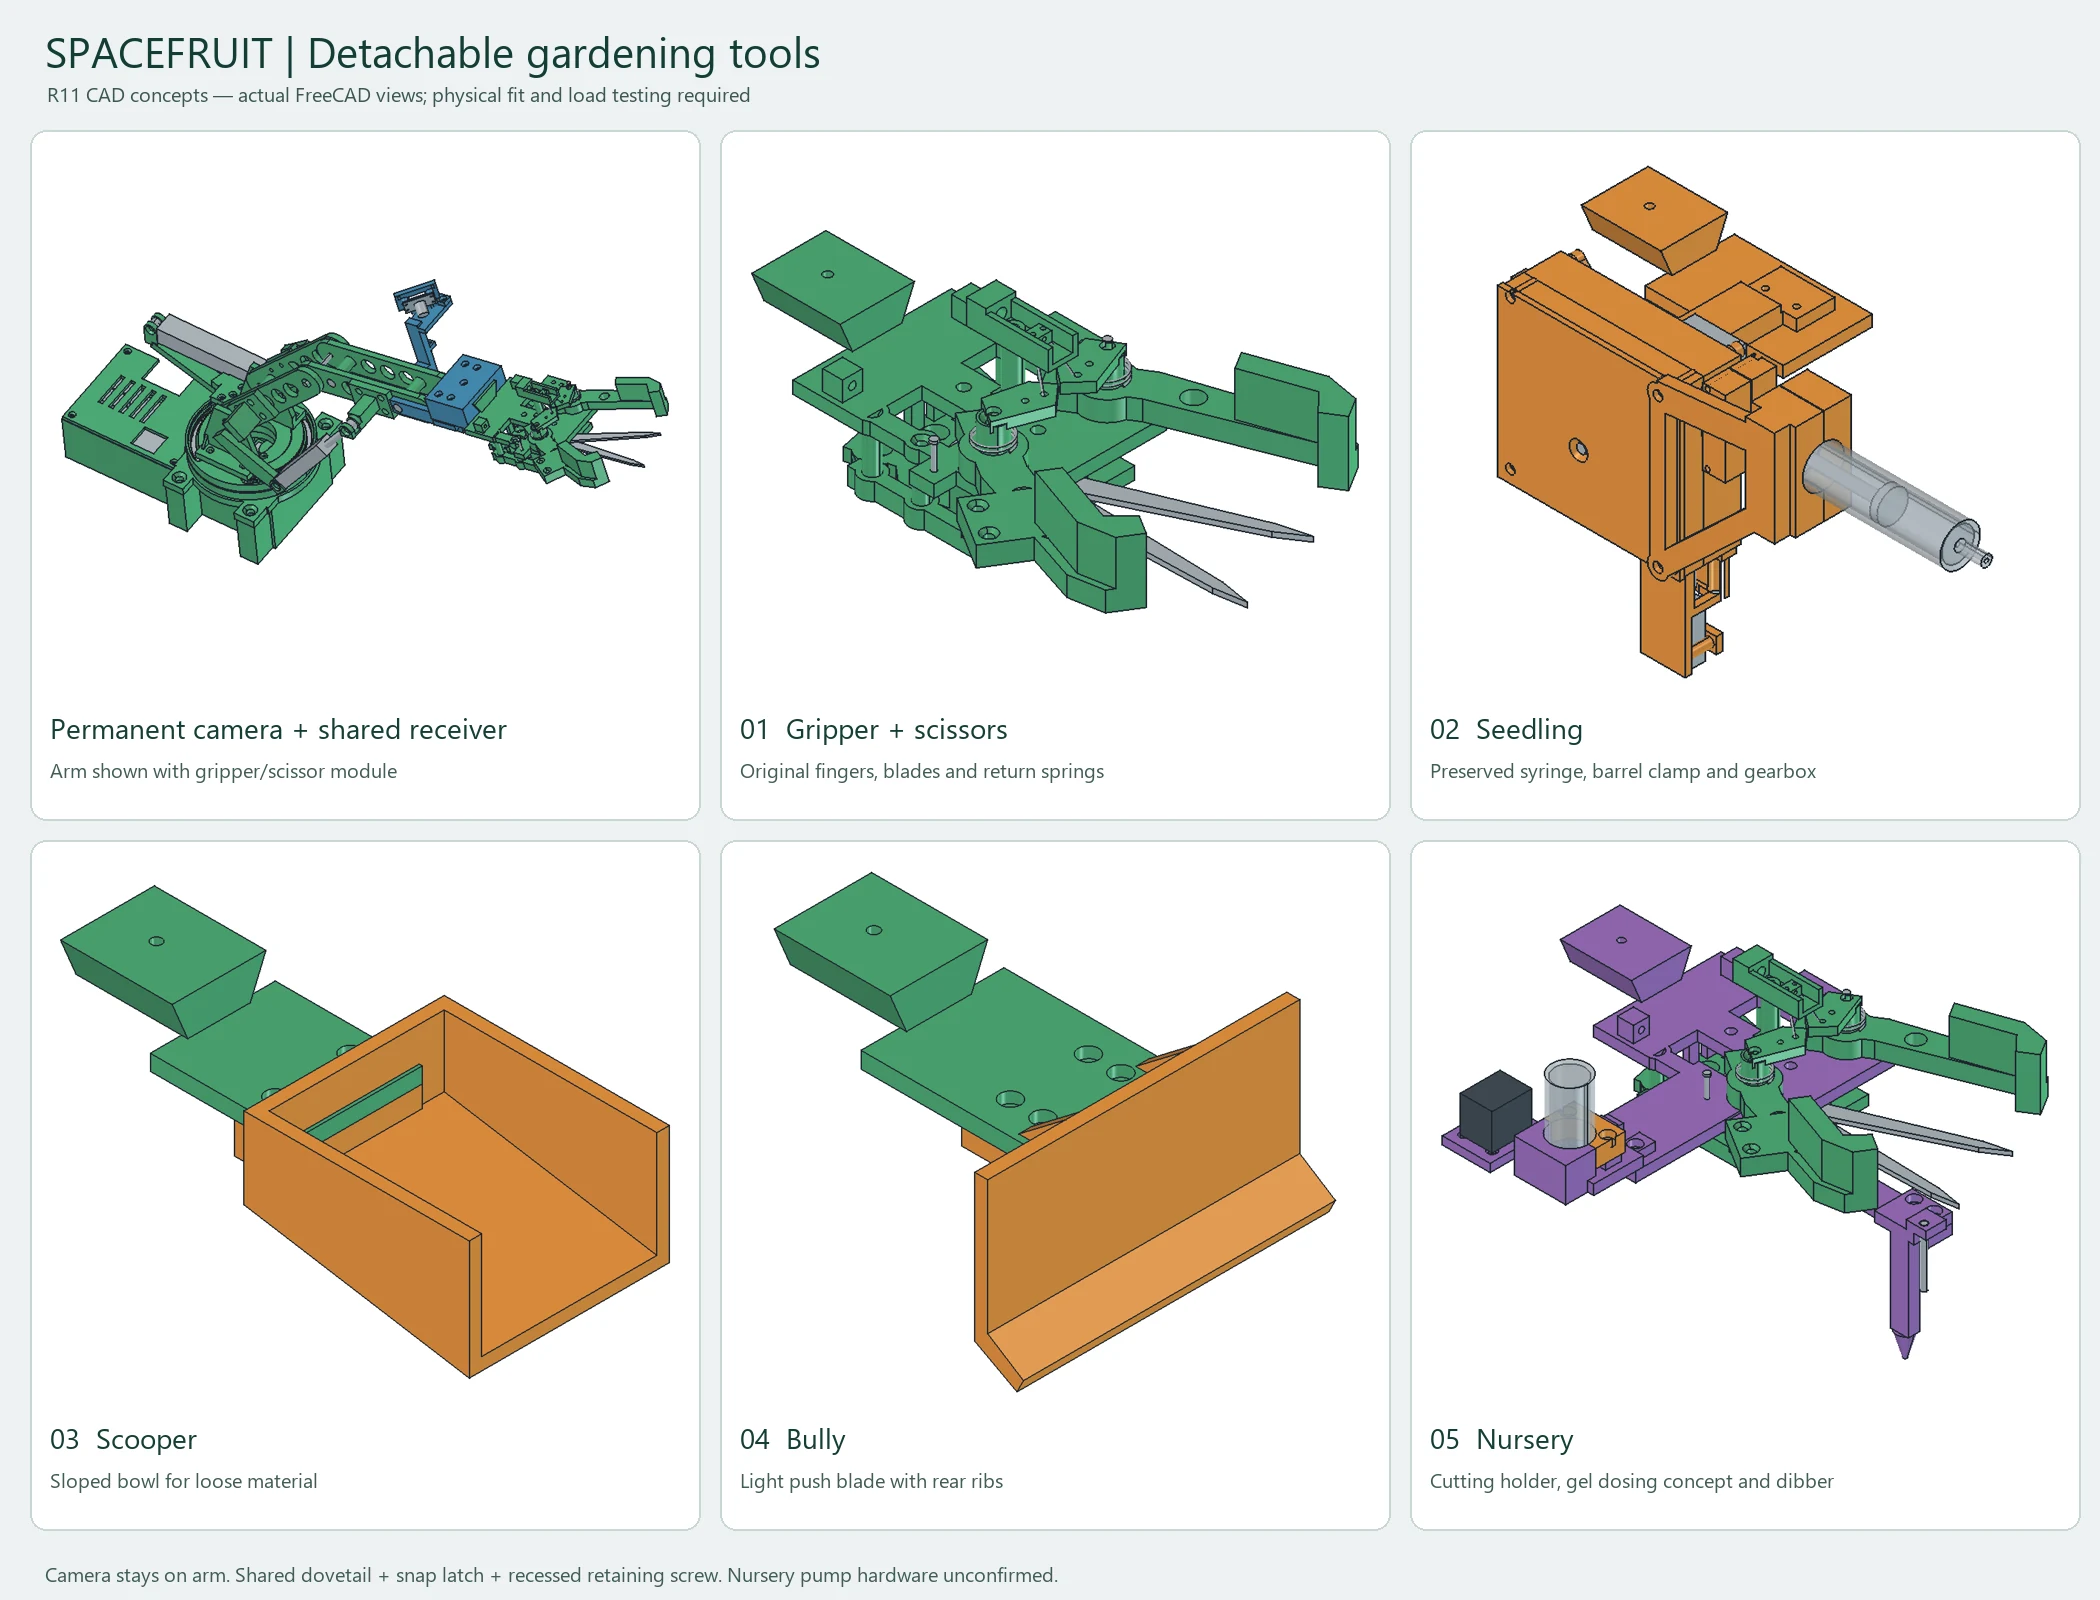 SPACEFRUIT | Detachable gardening tools
R11 CAD concepts — actual FreeCAD views; physical fit and load testing required
Permanent camera + shared receiver
Arm shown with gripper/scissor module
01 Gripper + scissors
Original fingers, blades and return springs
02 Seedling
Preserved syringe, barrel clamp and gearbox
03 Scooper
Sloped bowl for loose material
04 Bully
Light push blade with rear ribs
05 Nursery
Cutting holder, gel dosing concept and dibber
Camera stays on arm. Shared dovetail + snap latch + recessed retaining screw. Nursery pump hardware unconfirmed.